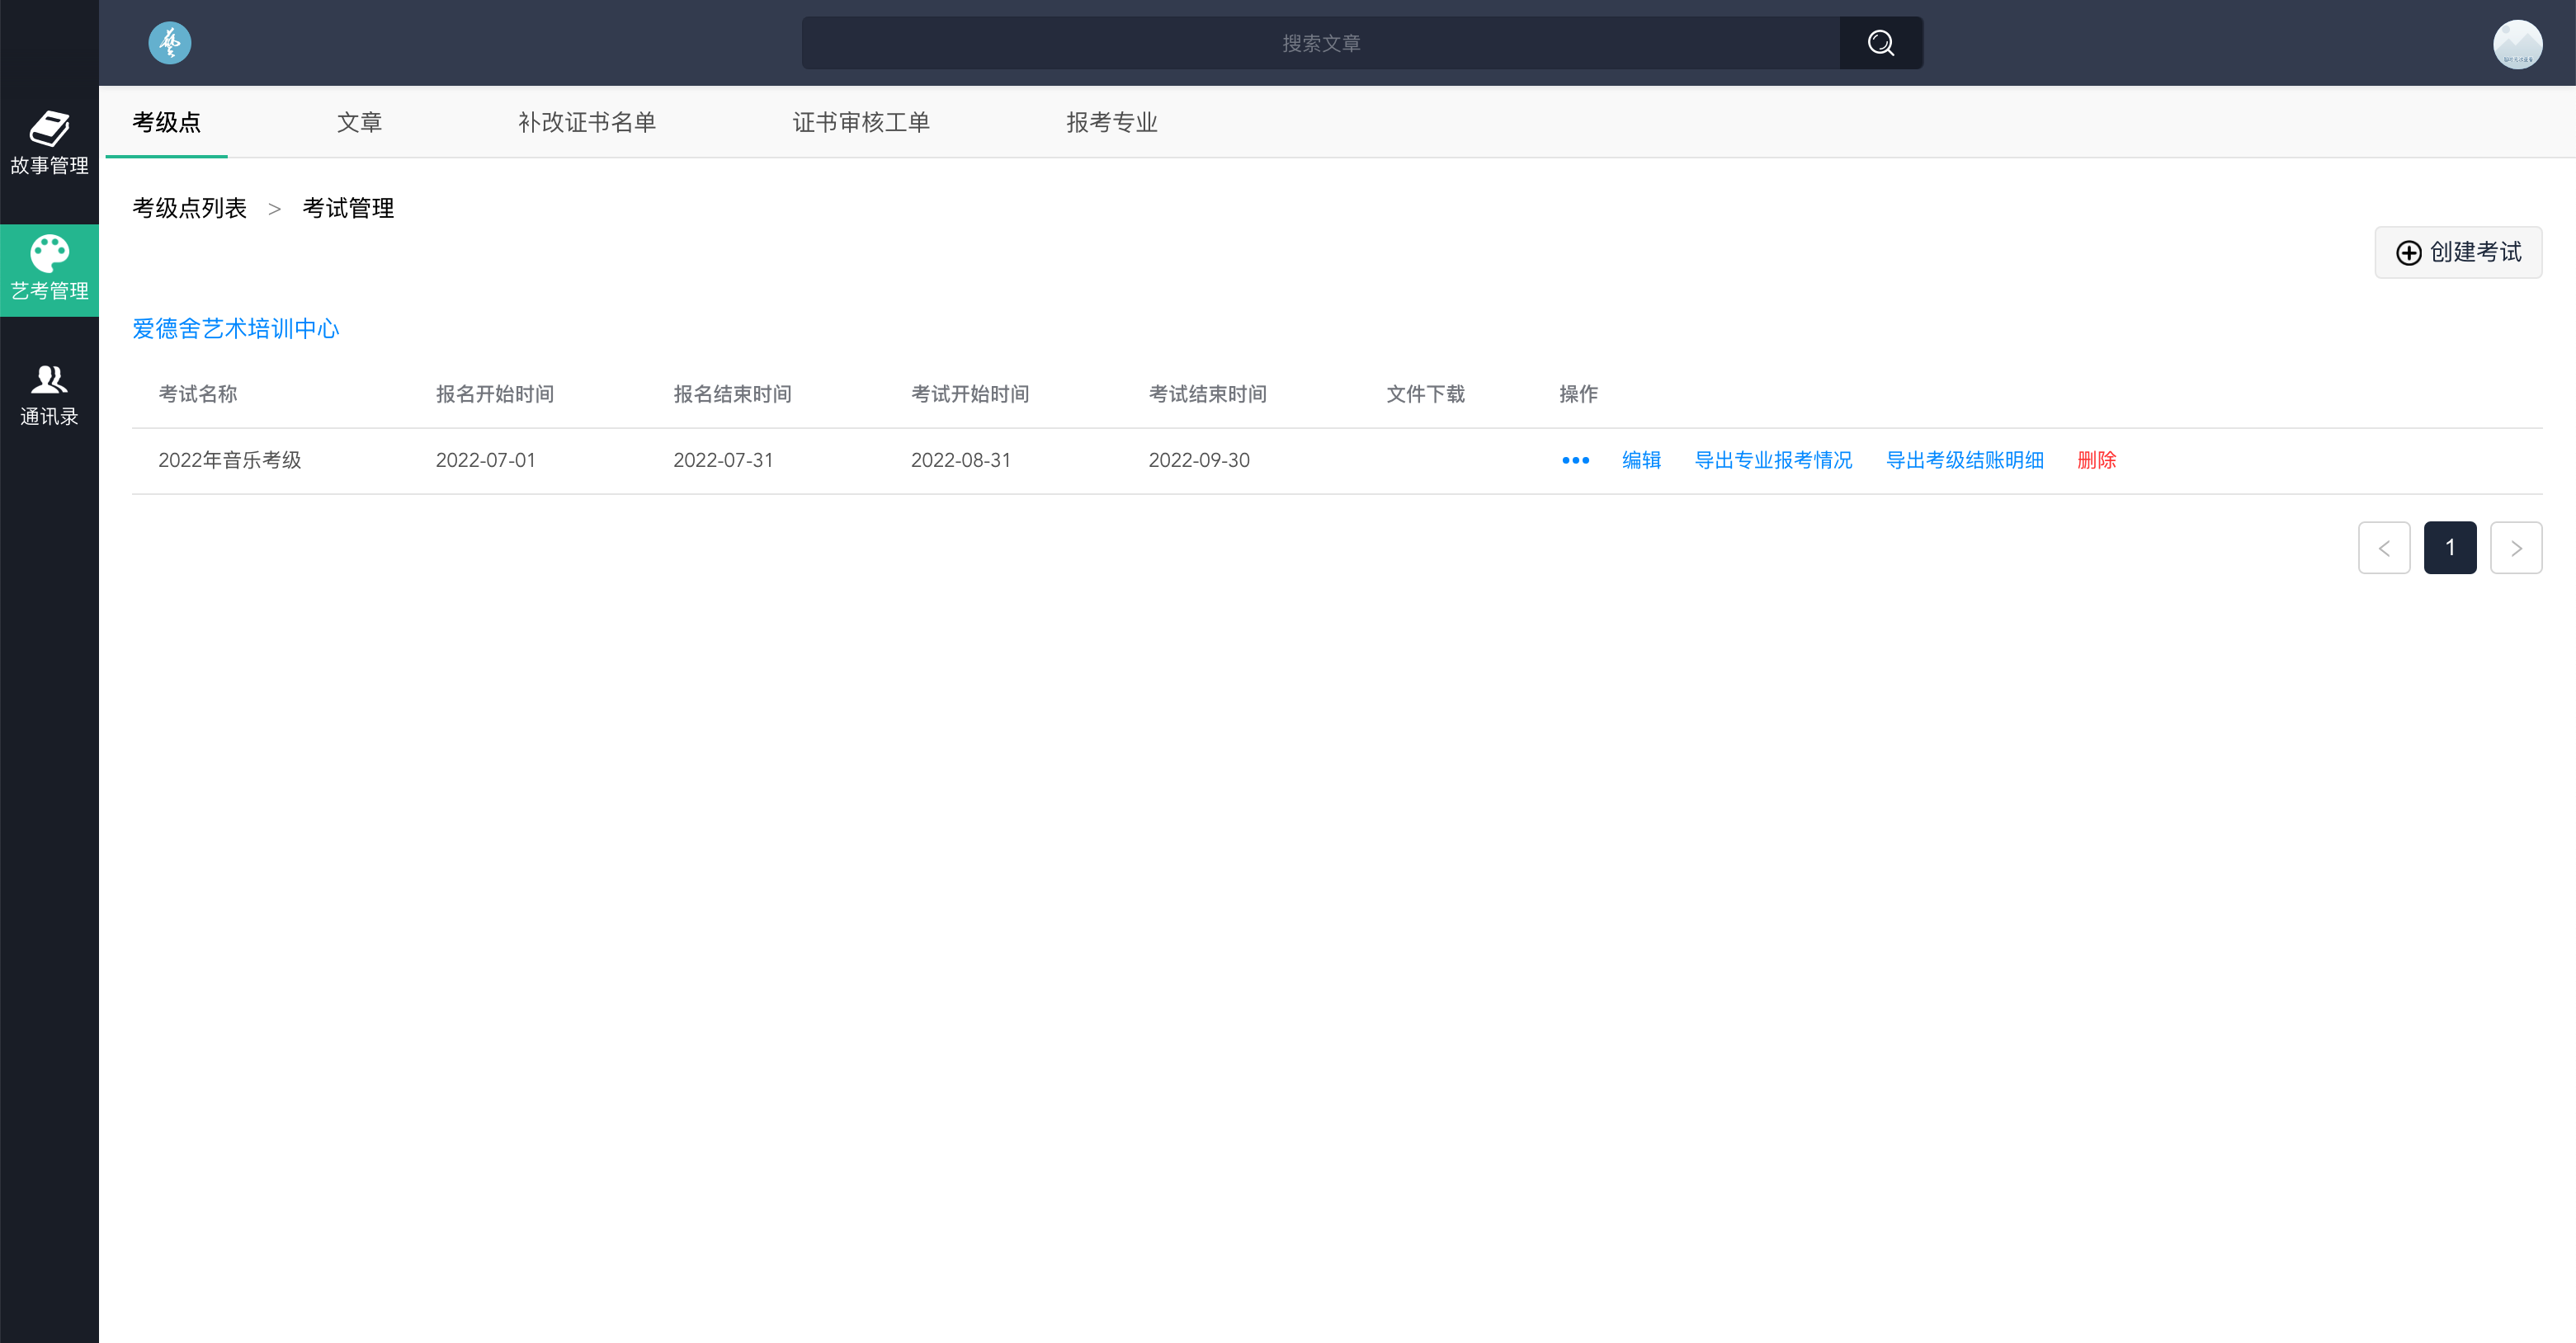 藝
搜索文章
故事管理
艺考管理
通讯录
考级点 文章 补改证书名单 证书审核工单 报考专业
考级点列表 > 考试管理
创建考试
爱德舍艺术培训中心
考试名称 报名开始时间 报名结束时间 考试开始时间 考试结束时间 文件下载 操作
2022年音乐考级 2022-07-01 2022-07-31 2022-08-31 2022-09-30 ••• 编辑 导出专业报考情况 导出考级结账明细 删除
< 1 >